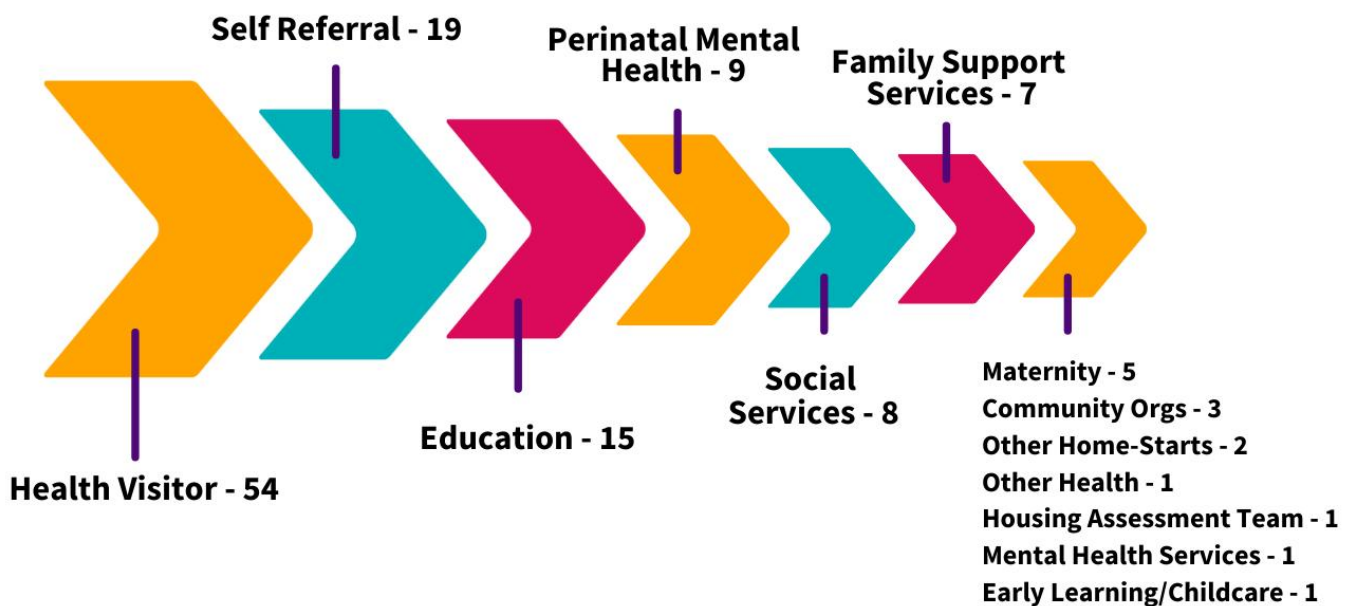 Self Referral - 19
Perinatal Mental
Health - 9
Family Support
Services - 7
Health Visitor - 54
Education - 15
Social
Services - 8
Maternity - 5
Community Orgs - 3
Other Home-Starts - 2
Other Health - 1
Housing Assessment Team - 1
Mental Health Services - 1
Early Learning/Childcare - 1